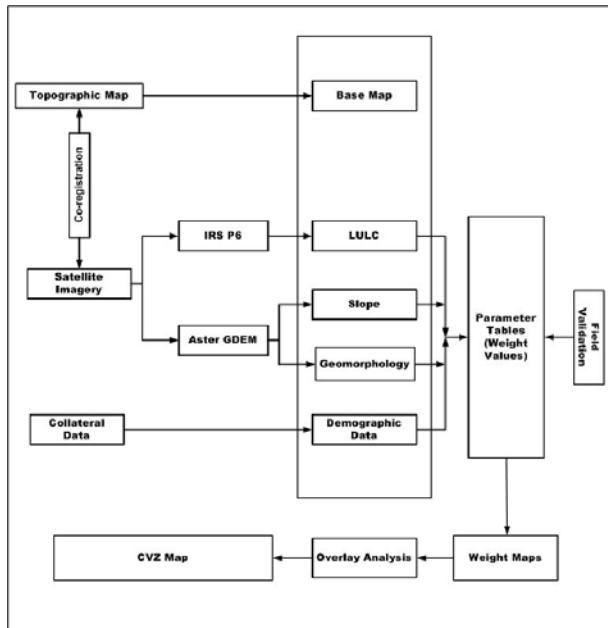 Topographic Map
Base Map
Co-registration
IRS P6
LULC
Satellite
Imagery
Slope
Aster GDEM
Geomorphology
Parameter
Tables
(Weight
Values)
Field
Validation
Collateral
Data
Demographic
Data
CVZ Map
Overlay Analysis
Weight Maps